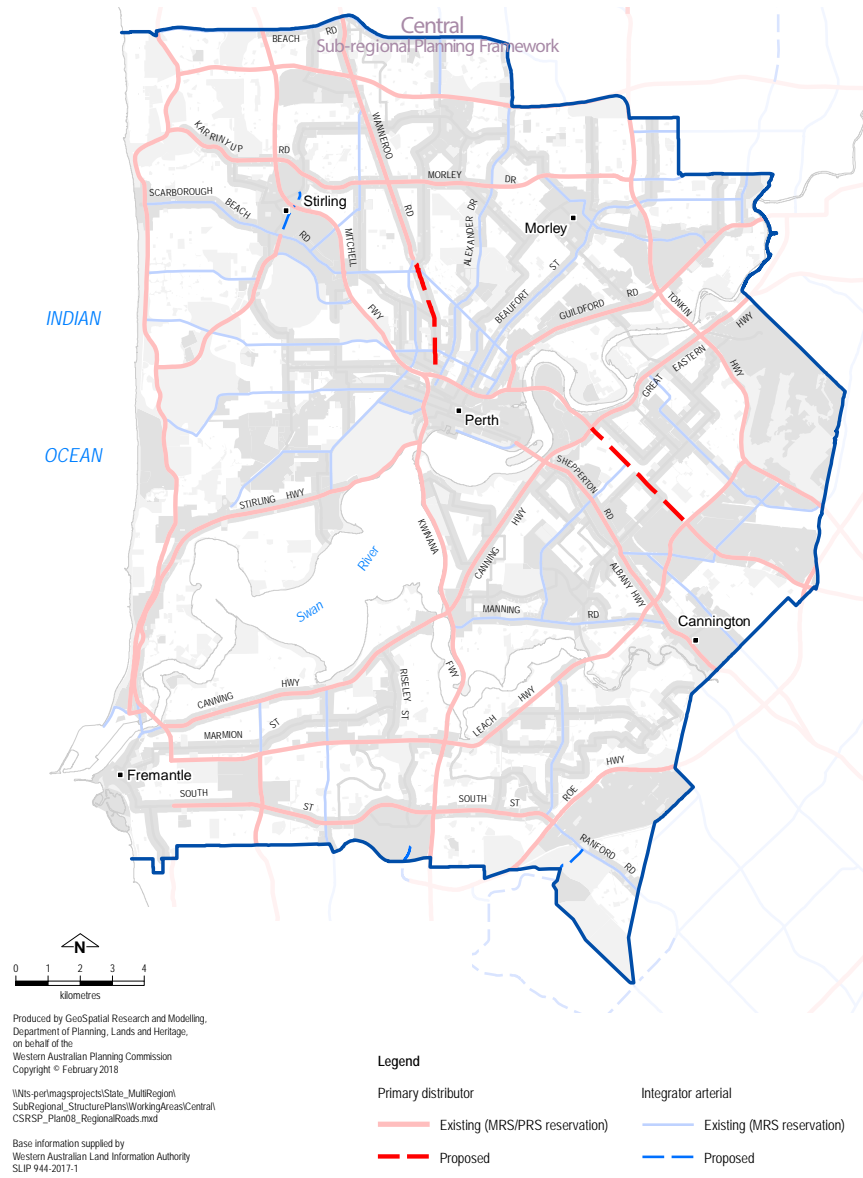 Central
Sub-regional Planning Framework
BEACH RD
KARRINYUP RD
WANNEROO RD
MORLEY DR
SCARBOROUGH BEACH RD
Stirling
MITCHELL FWY
ALEXANDER DR
Morley
BEAUFORT ST
GUILDFORD RD
TONKIN HWY
GREAT EASTERN HWY
INDIAN
OCEAN
Perth
SHEPPERTON RD
STIRLING HWY
KWINANA FWY
CANNING HWY
Swan River
ALBANY HWY
MANNING RD
Cannington
CANNING HWY
RISELEY ST
LEACH HWY
MARMION ST
Fremantle
SOUTH ST
SOUTH ST
ROE HWY
RANFORD RD
N
0 1 2 3 4
kilometres
Produced by GeoSpatial Research and Modelling,
Department of Planning, Lands and Heritage,
on behalf of the
Western Australian Planning Commission
Copyright © February 2018
\\Nts-per\magsprojects\State_MultiRegion\
SubRegional_StructurePlans\WorkingAreas\Central\
CSRSP_Plan08_RegionalRoads.mxd
Base information supplied by
Western Australian Land Information Authority
SLIP 944-2017-1
Legend
Primary distributor
Existing (MRS/PRS reservation)
Proposed
Integrator arterial
Existing (MRS reservation)
Proposed